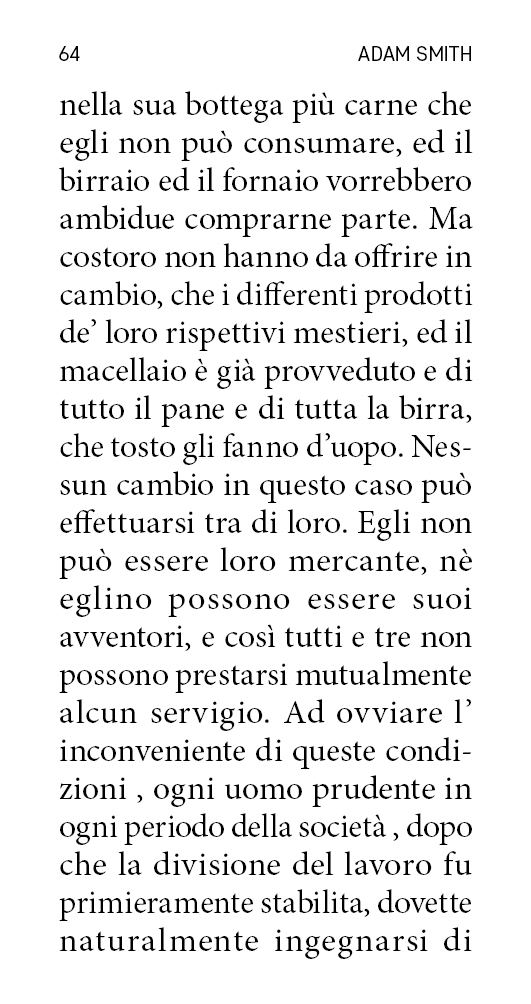 64 ADAM SMITH
nella sua bottega più carne che
egli non può consumare, ed il
birraio ed il fornaio vorrebbero
ambidue comprarne parte. Ma
costoro non hanno da offrire in
cambio, che i differenti prodotti
de’ loro rispettivi mestieri, ed il
macellaio è già provveduto e di
tutto il pane e di tutta la birra,
che tosto gli fanno d’uopo. Nes-
sun cambio in questo caso può
effettuarsi tra di loro. Egli non
può essere loro mercante, nè
eglino possono essere suoi
avventori, e così tutti e tre non
possono prestarsi mutualmente
alcun servigio. Ad ovviare l’
inconveniente di queste condi-
zioni , ogni uomo prudente in
ogni periodo della società , dopo
che la divisione del lavoro fu
primieramente stabilita, dovette
naturalmente ingegnarsi di